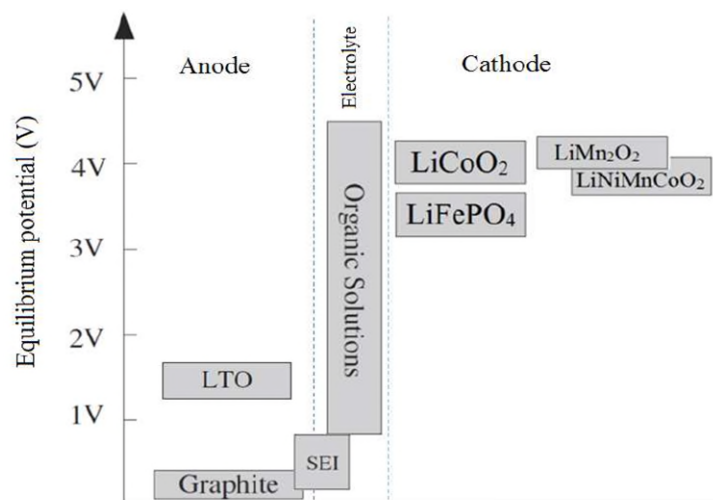 Equilibrium potential (V)
5V
4V
3V
2V
1V
Anode
Electrolyte
Cathode
Organic Solutions
LiCoO₂
LiFePO₄
LiMn₂O₂
LiNiMnCoO₂
LTO
SEI
Graphite